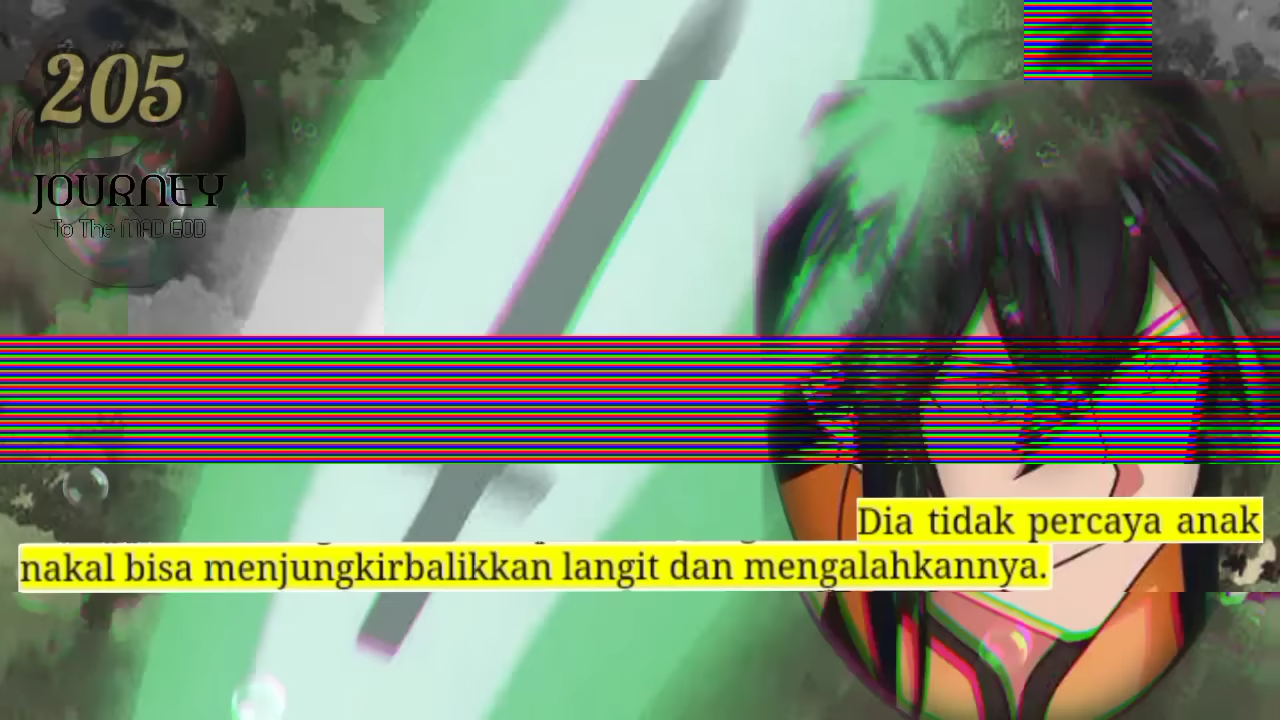 205
JOURNEY
To The MAD GOD
Dia tidak percaya anak
nakal bisa menjungkirbalikkan langit dan mengalahkannya.